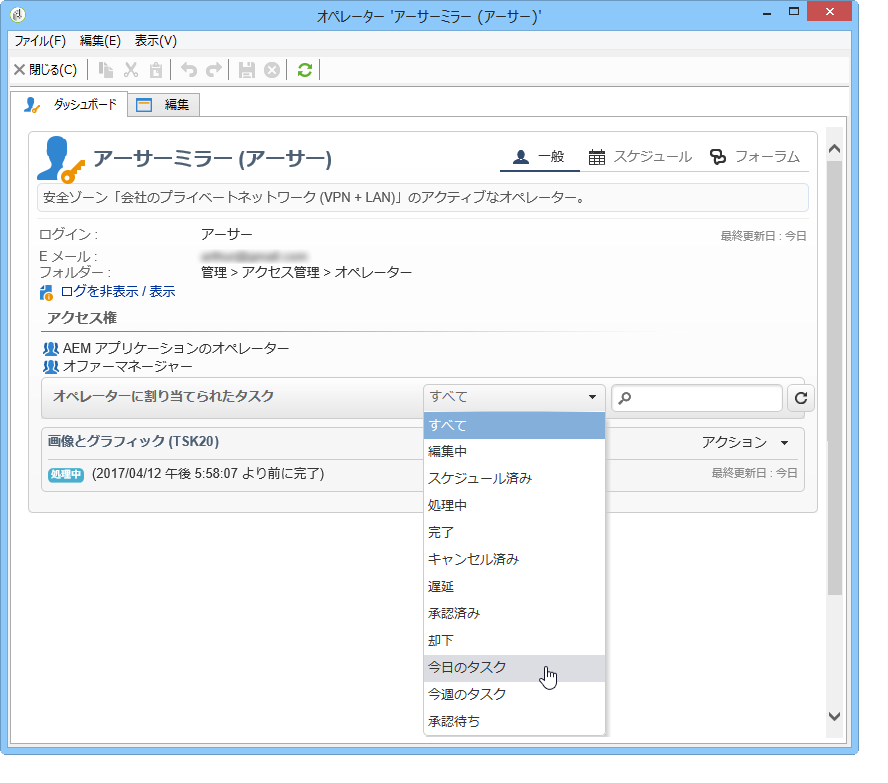 オペレーター 'アーサーミラー (アーサー)'
ファイル(F) 編集(E) 表示(V)
閉じる(C)
ダッシュボード 編集
アーサーミラー (アーサー) 一般 スケジュール フォーラム
安全ゾーン「会社のプライベートネットワーク (VPN + LAN)」のアクティブなオペレーター。
ログイン : アーサー 最終更新日 : 今日
E メール :
フォルダー : 管理 > アクセス管理 > オペレーター
ログを非表示 / 表示
アクセス権
AEM アプリケーションのオペレーター
オファーマネージャー
オペレーターに割り当てられたタスク すべて
画像とグラフィック (TSK20) アクション
処理中 (2017/04/12 午後 5:58:07 より前に完了) 最終更新日 : 今日
すべて
編集中
スケジュール済み
処理中
完了
キャンセル済み
遅延
承認済み
却下
今日のタスク
今週のタスク
承認待ち